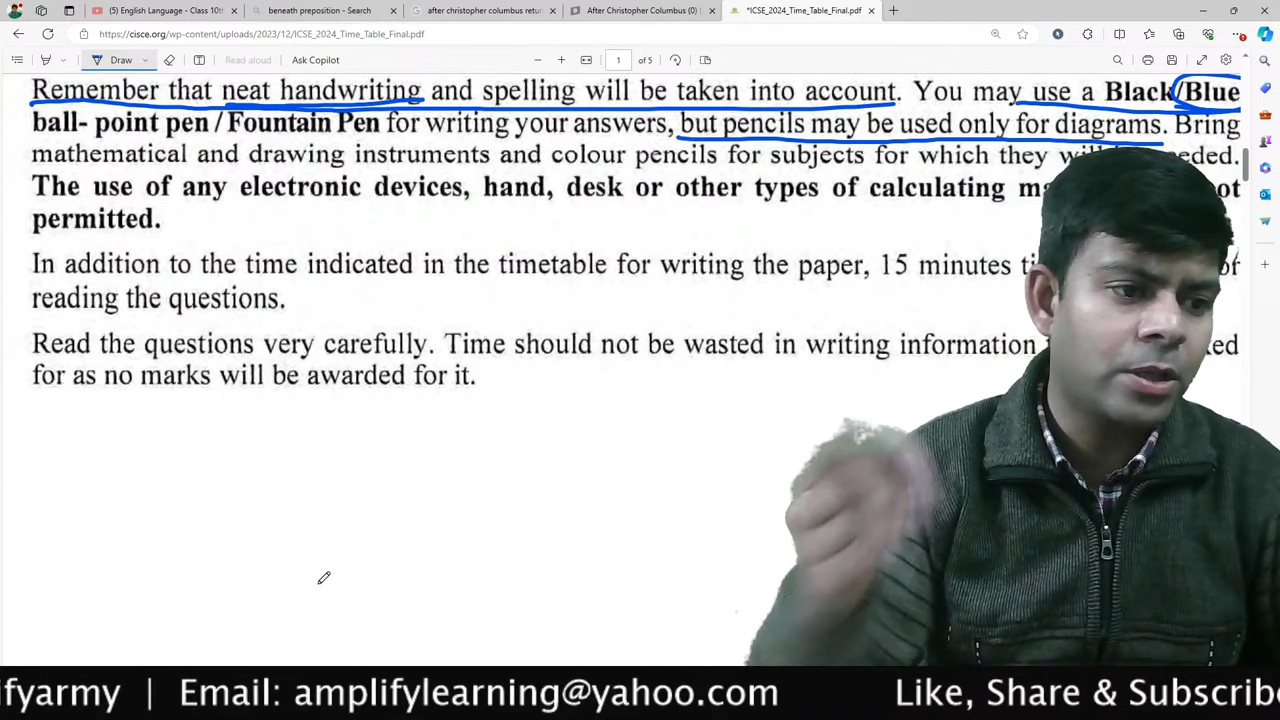 (5) English Language - Class 10th
beneath preposition - Search
after christopher columbus retur
After Christopher Columbus (0)
*ICSE_2024_Time_Table_Final.pdf
https://cisce.org/wp-content/uploads/2023/12/ICSE_2024_Time_Table_Final.pdf
Draw
Read aloud
Ask Copilot
1 of 5
Remember that neat handwriting and spelling will be taken into account. You may use a Black/Blue
ball- point pen / Fountain Pen for writing your answers, but pencils may be used only for diagrams. Bring
mathematical and drawing instruments and colour pencils for subjects for which they will be needed.
The use of any electronic devices, hand, desk or other types of calculating
permitted.
In addition to the time indicated in the timetable for writing the paper, 15 minutes
reading the questions.
Read the questions very carefully. Time should not be wasted in writing information
for as no marks will be awarded for it.
ifyarmy | Email: amplifylearning@yahoo.com Like, Share & Subscribe